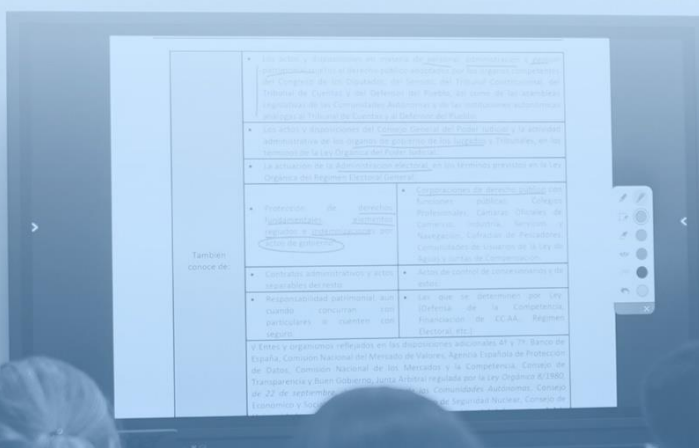 Los actos y disposiciones en materia de personal, administración y gestión
patrimonial sujetos al derecho público adoptados por los órganos competentes
del Congreso de los Diputados, del Senado, del Tribunal Constitucional, del
Tribunal de Cuentas y del Defensor del Pueblo, así como de las Asambleas
legislativas de las Comunidades Autónomas y de las instituciones autonómicas
análogas al Tribunal de Cuentas y al Defensor del Pueblo.
Los actos y disposiciones del Consejo General del Poder Judicial y la actividad
administrativa de los órganos de gobierno de los Juzgados y Tribunales, en los
términos de la Ley Orgánica del Poder Judicial.
La actuación de la Administración electoral, en los términos previstos en la Ley
Orgánica del Régimen Electoral General.
También
conoce de:
Protección de derechos
fundamentales, elementos
reglados e indemnizaciones por
actos de gobierno
Corporaciones de derecho público con
funciones públicas: Colegios
Profesionales, Cámaras Oficiales de
Comercio, Industria, Servicios y
Navegación, Cofradías de Pescadores,
Comunidades de Usuarios de la Ley de
Aguas y Juntas de Compensación.
Contratos administrativos y actos
separables del resto
Actos de control de concesionarios y de
estos.
Responsabilidad patrimonial aun
cuando concurran con
particulares o cuenten con
seguro.
Las que se determinen por Ley
(Defensa de la Competencia,
Financiación de CC.AA., Régimen
Electoral, etc.)
V Entes y organismos reflejados en las disposiciones adicionales 4ª y 7ª: Banco de
España, Comisión Nacional del Mercado de Valores, Agencia Española de Protección
de Datos, Comisión Nacional de los Mercados y la Competencia, Consejo de
Transparencia y Buen Gobierno, Junta Arbitral regulada por la Ley Orgánica 8/1980,
de 22 de septiembre, de las Comunidades Autónomas, Consejo
Económico y Social de Seguridad Nuclear, Consejo de